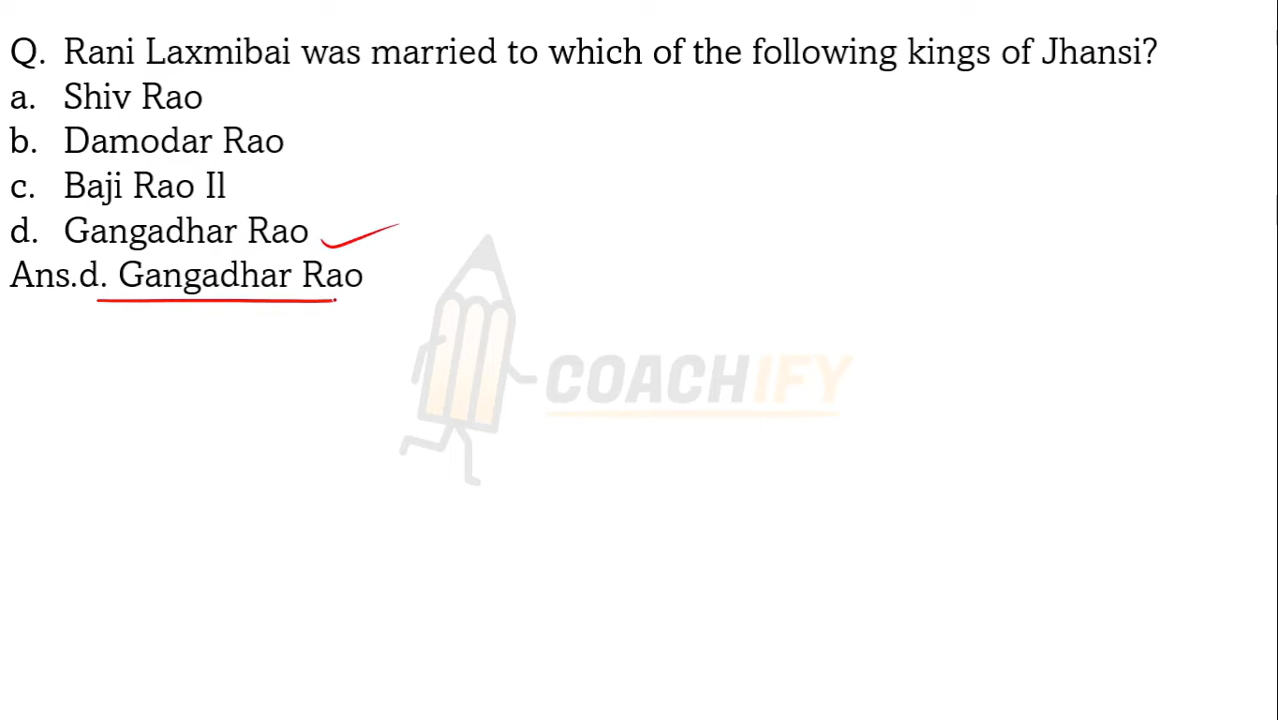 Q. Rani Laxmibai was married to which of the following kings of Jhansi?
a. Shiv Rao
b. Damodar Rao
c. Baji Rao Il
d. Gangadhar Rao
Ans.d. Gangadhar Rao
COACHIFY